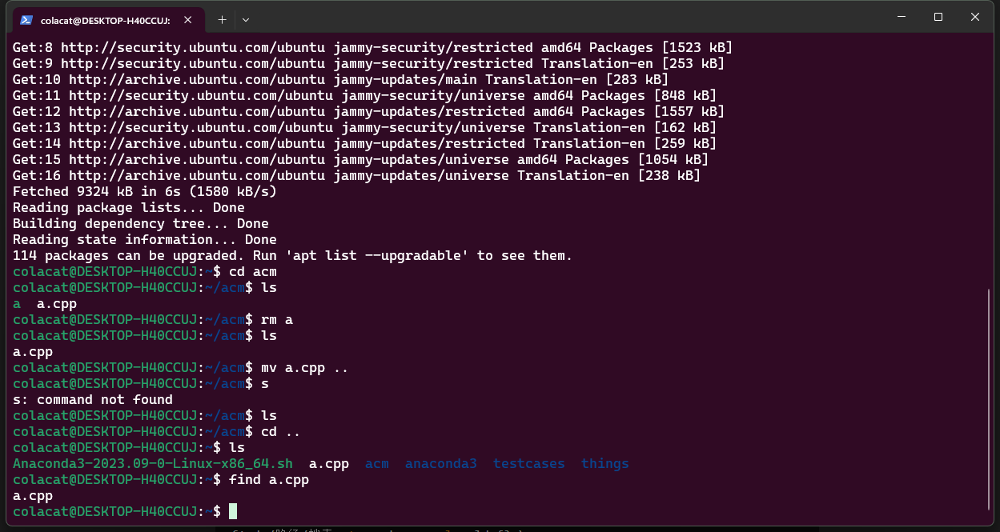 colacat@DESKTOP-H40CCUJ:
Get:8 http://security.ubuntu.com/ubuntu jammy-security/restricted amd64 Packages [1523 kB]
Get:9 http://security.ubuntu.com/ubuntu jammy-security/restricted Translation-en [253 kB]
Get:10 http://archive.ubuntu.com/ubuntu jammy-updates/main Translation-en [283 kB]
Get:11 http://security.ubuntu.com/ubuntu jammy-security/universe amd64 Packages [848 kB]
Get:12 http://archive.ubuntu.com/ubuntu jammy-updates/restricted amd64 Packages [1557 kB]
Get:13 http://security.ubuntu.com/ubuntu jammy-security/universe Translation-en [162 kB]
Get:14 http://archive.ubuntu.com/ubuntu jammy-updates/restricted Translation-en [259 kB]
Get:15 http://archive.ubuntu.com/ubuntu jammy-updates/universe amd64 Packages [1054 kB]
Get:16 http://archive.ubuntu.com/ubuntu jammy-updates/universe Translation-en [238 kB]
Fetched 9324 kB in 6s (1580 kB/s)
Reading package lists... Done
Building dependency tree... Done
Reading state information... Done
114 packages can be upgraded. Run 'apt list --upgradable' to see them.
colacat@DESKTOP-H40CCUJ:~$ cd acm
colacat@DESKTOP-H40CCUJ:~/acm$ ls
a  a.cpp
colacat@DESKTOP-H40CCUJ:~/acm$ rm a
colacat@DESKTOP-H40CCUJ:~/acm$ ls
a.cpp
colacat@DESKTOP-H40CCUJ:~/acm$ mv a.cpp ..
colacat@DESKTOP-H40CCUJ:~/acm$ s
s: command not found
colacat@DESKTOP-H40CCUJ:~/acm$ ls
colacat@DESKTOP-H40CCUJ:~/acm$ cd ..
colacat@DESKTOP-H40CCUJ:~$ ls
Anaconda3-2023.09-0-Linux-x86_64.sh  a.cpp  acm  anaconda3  testcases  things
colacat@DESKTOP-H40CCUJ:~$ find a.cpp
a.cpp
colacat@DESKTOP-H40CCUJ:~$